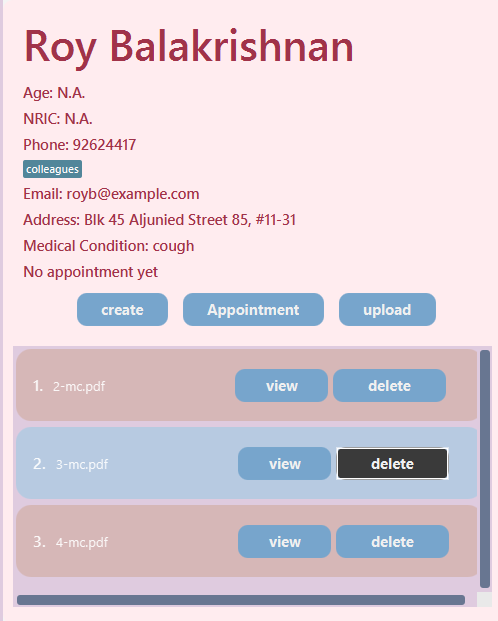 Roy Balakrishnan
Age: N.A.
NRIC: N.A.
Phone: 92624417
colleagues
Email: royb@example.com
Address: Blk 45 Aljunied Street 85, #11-31
Medical Condition: cough
No appointment yet
create Appointment upload
1. 2-mc.pdf view delete
2. 3-mc.pdf view delete
3. 4-mc.pdf view delete